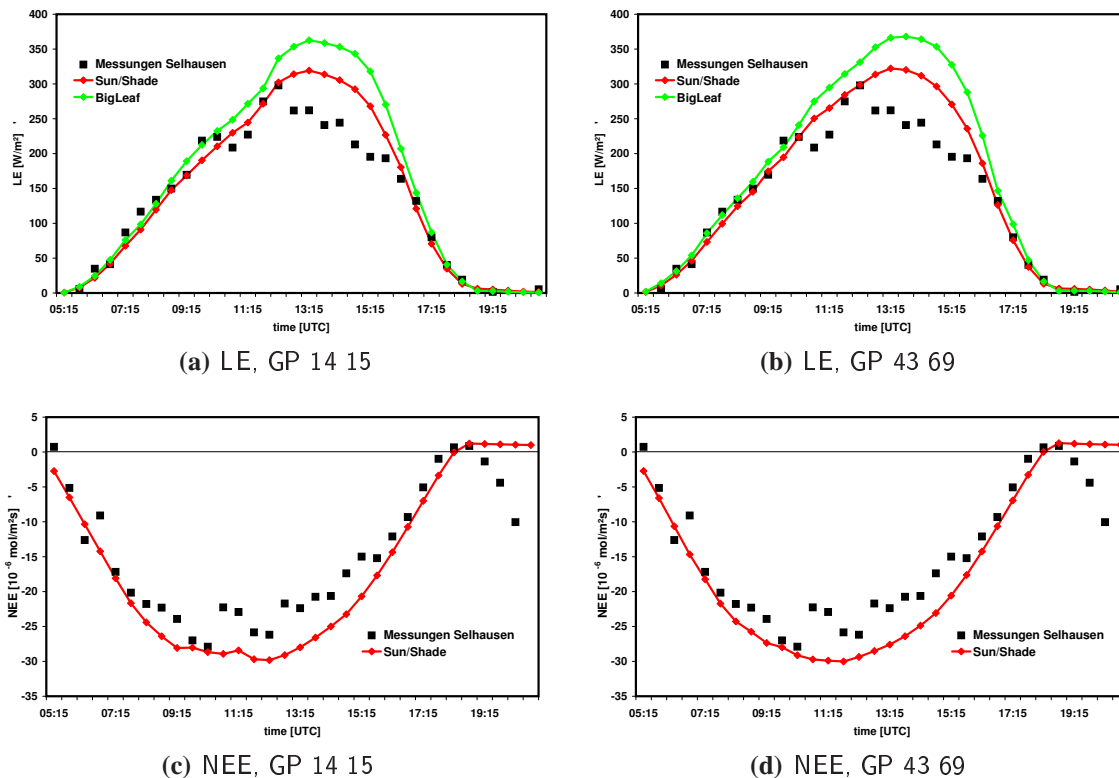 400
350
300
250
200
150
100
50
0
LE [W/m²] '
Messungen Selhausen
Sun/Shade
BigLeaf
05:15 07:15 09:15 11:15 13:15 15:15 17:15 19:15
time [UTC]
(a) LE, GP 14 15
400
350
300
250
200
150
100
50
0
LE [W/m²] '
Messungen Selhausen
Sun/Shade
BigLeaf
05:15 07:15 09:15 11:15 13:15 15:15 17:15 19:15
time [UTC]
(b) LE, GP 43 69
5
0
-5
-10
-15
-20
-25
-30
-35
NEE [10 -6 mol/m²s] '
Messungen Selhausen
Sun/Shade
05:15 07:15 09:15 11:15 13:15 15:15 17:15 19:15
time [UTC]
(c) NEE, GP 14 15
5
0
-5
-10
-15
-20
-25
-30
-35
NEE [10 -6 mol/m²s] '
Messungen Selhausen
Sun/Shade
05:15 07:15 09:15 11:15 13:15 15:15 17:15 19:15
time [UTC]
(d) NEE, GP 43 69